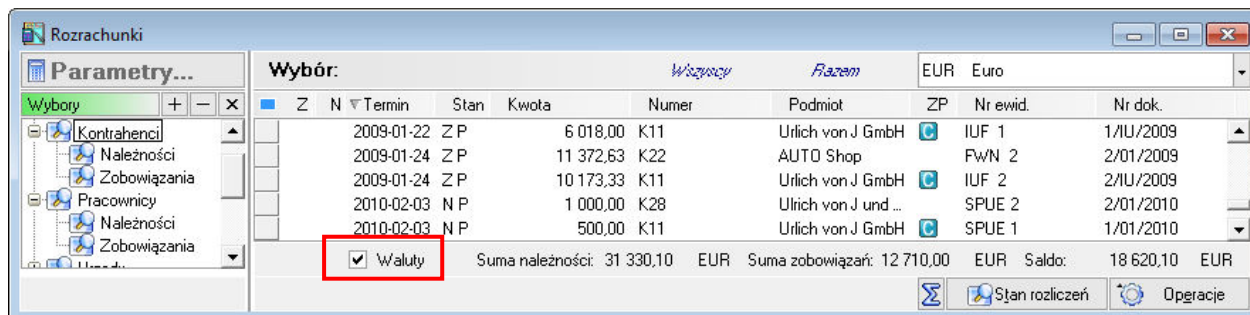 Rozrachunki
Parametry...
Wybór: Wszyscy Razem EUR Euro
Wybory
Z N Termin Stan Kwota Numer Podmiot ZP Nr ewid. Nr dok.
Kontrahenci
Należności
Zobowiązania
Pracownicy
Należności
Zobowiązania
2009-01-22 Z P 6 018,00 K11 Urlich von J GmbH C IUF 1 1/IU/2009
2009-01-24 Z P 11 372,63 K22 AUTO Shop FWN 2 2/01/2009
2009-01-24 Z P 10 173,33 K11 Urlich von J GmbH C IUF 2 2/IU/2009
2010-02-03 N P 1 000,00 K28 Ulrich von J und ... SPUE 2 2/01/2010
2010-02-03 N P 500,00 K11 Urlich von J GmbH C SPUE 1 1/01/2010
Waluty Suma należności: 31 330,10 EUR Suma zobowiązań: 12 710,00 EUR Saldo: 18 620,10 EUR
Σ Stan rozliczeń Operacje